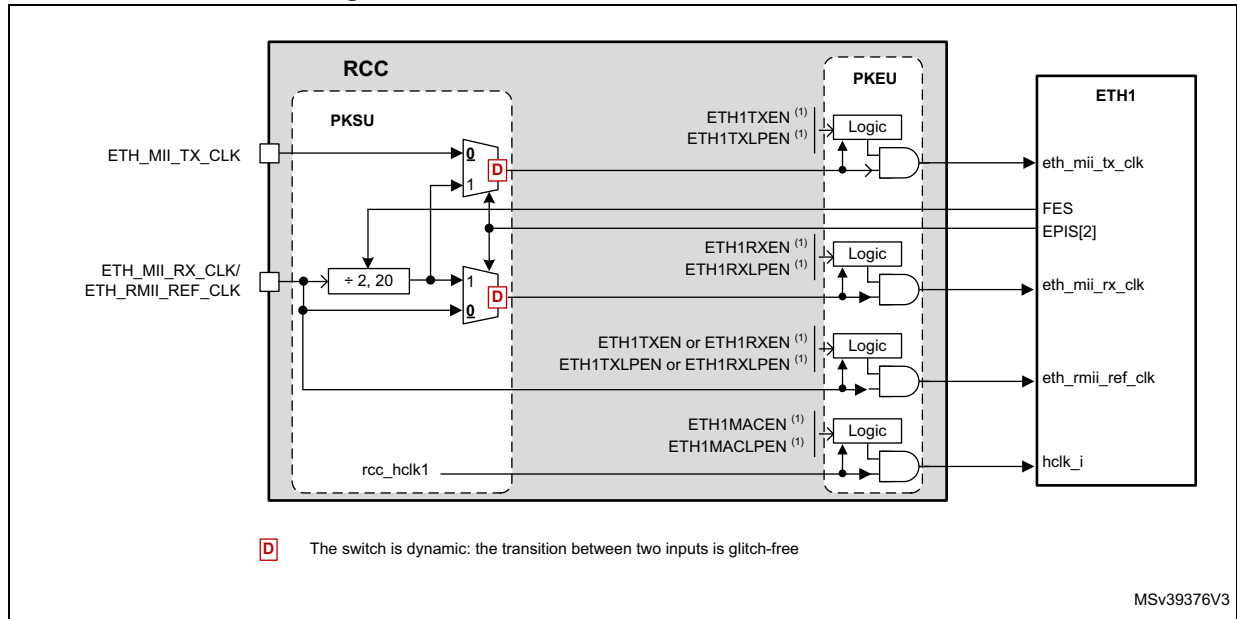 RCC
PKSU
PKEU
ETH1
ETH_MII_TX_CLK
0
1
D
ETH1TXEN (1)
ETH1TXLPEN (1)
Logic
eth_mii_tx_clk
FES
EPIS[2]
ETH_MII_RX_CLK/
ETH_RMII_REF_CLK
÷ 2, 20
1
0
D
ETH1RXEN (1)
ETH1RXLPEN (1)
Logic
eth_mii_rx_clk
ETH1TXEN or ETH1RXEN (1)
ETH1TXLPEN or ETH1RXLPEN (1)
Logic
eth_rmii_ref_clk
ETH1MACEN (1)
ETH1MACLPEN (1)
Logic
rcc_hclk1
hclk_i
D The switch is dynamic: the transition between two inputs is glitch-free
MSv39376V3